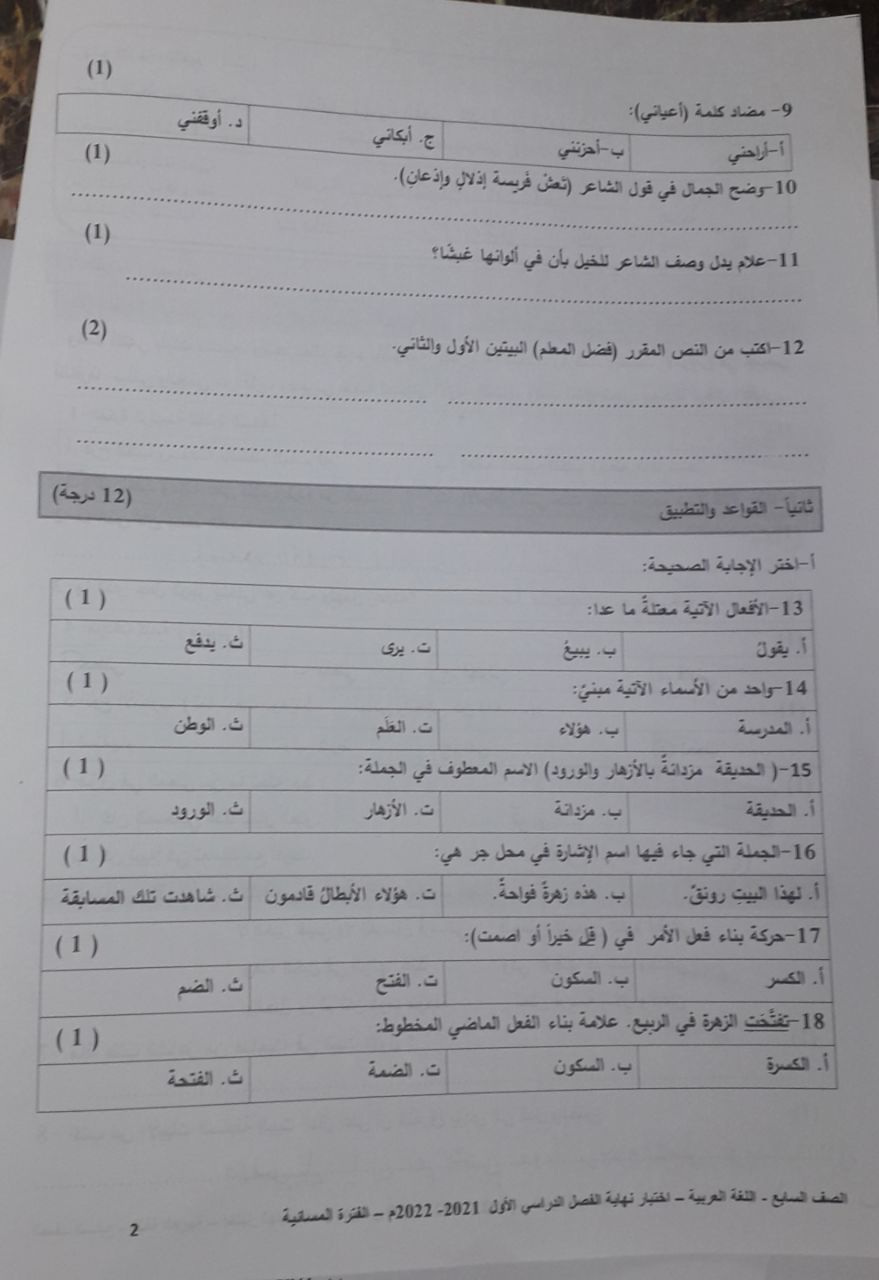 (1)
9- مضاد كلمة (أعياني):
أ-أراحني ب-أحزنني ج. أبكاني د. أوقفني
10-وضح الجمال في قول الشاعر (تَعش فَريسة إذلالٍ وإذعانِ). (1)
11-علام يدل وصف الشاعر للخيل بأن في ألوانها غبشًا؟ (1)
12-اكتب من النص المقرر (فضل المعلم) البيتين الأول والثاني. (2)
ثانياً- القواعد والتطبيق (12 درجة)
أ-اختر الإجابة الصحيحة:
13-الأفعال الآتية معتلةٌ ما عدا: ( 1 )
أ. يقولُ ب. يبيعُ ت. يرى ث. يدفع
14-واحد من الأسماء الآتية مبنيٌ: ( 1 )
أ. المدرسة ب. هؤلاء ت. العَلَم ث. الوطن
15-( الحديقة مزدانةٌ بالأزهار والورود) الاسم المعطوف في الجملة: ( 1 )
أ. الحديقة ب. مزدانة ت. الأزهار ث. الورود
16-الجملة التي جاء فيها اسم الإشارة في محل جر هي: ( 1 )
أ. لهذا البيتِ رونقٌ. ب. هذه زهرةٌ فواحةٌ. ت. هؤلاء الأبطالُ قادمون ث. شاهدت تلك المسابقة
17-حركة بناء فعل الأمر في ( قل خيراً أو اصمت): ( 1 )
أ. الكسر ب. السكون ت. الفتح ث. الضم
18-تفتَّحَتِ الزهرة في الربيع. علامة بناء الفعل الماضي المخطوط: ( 1 )
أ. الكسرة ب. السكون ت. الضمة ث. الفتحة
الصف السابع - اللغة العربية – اختبار نهاية الفصل الدراسي الأول 2021- 2022م – الفترة المسائية
2